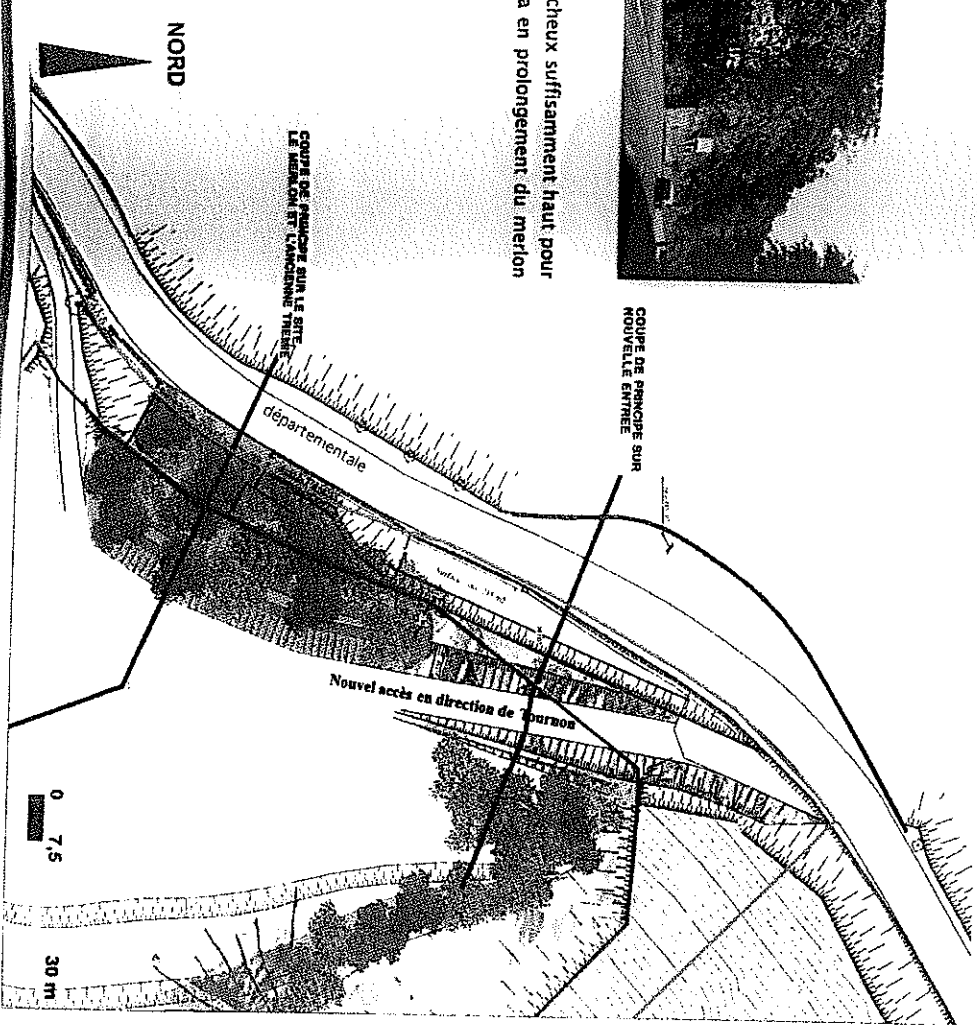 cheux suffisamment haut pour
a en prolongement du merlon
NORD
COUPE DE PRINCIPE SUR LE SITE,
LE MERLON ET L'ANCIENNE TREMIE
COUPE DE PRINCIPE SUR
NOUVELLE ENTREE
départementale
Nouvel accès en direction de Tournon
0
7,5
30 m